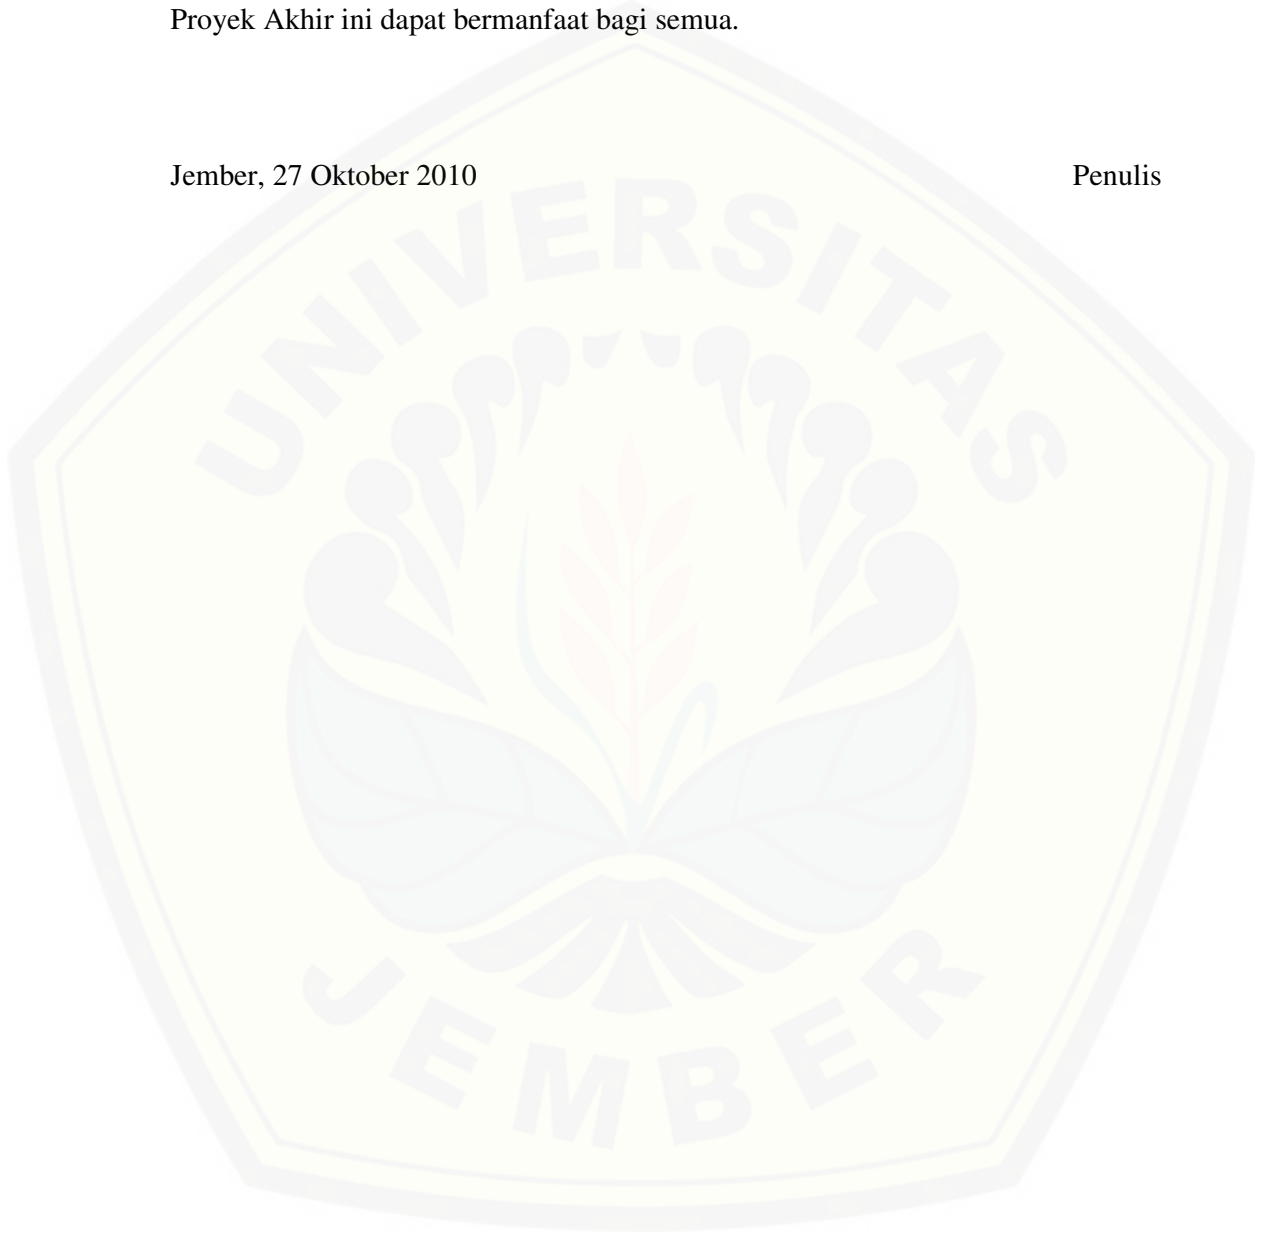 Proyek Akhir ini dapat bermanfaat bagi semua.
Jember, 27 Oktober 2010 Penulis
UNIVERSITAS
JEMBER